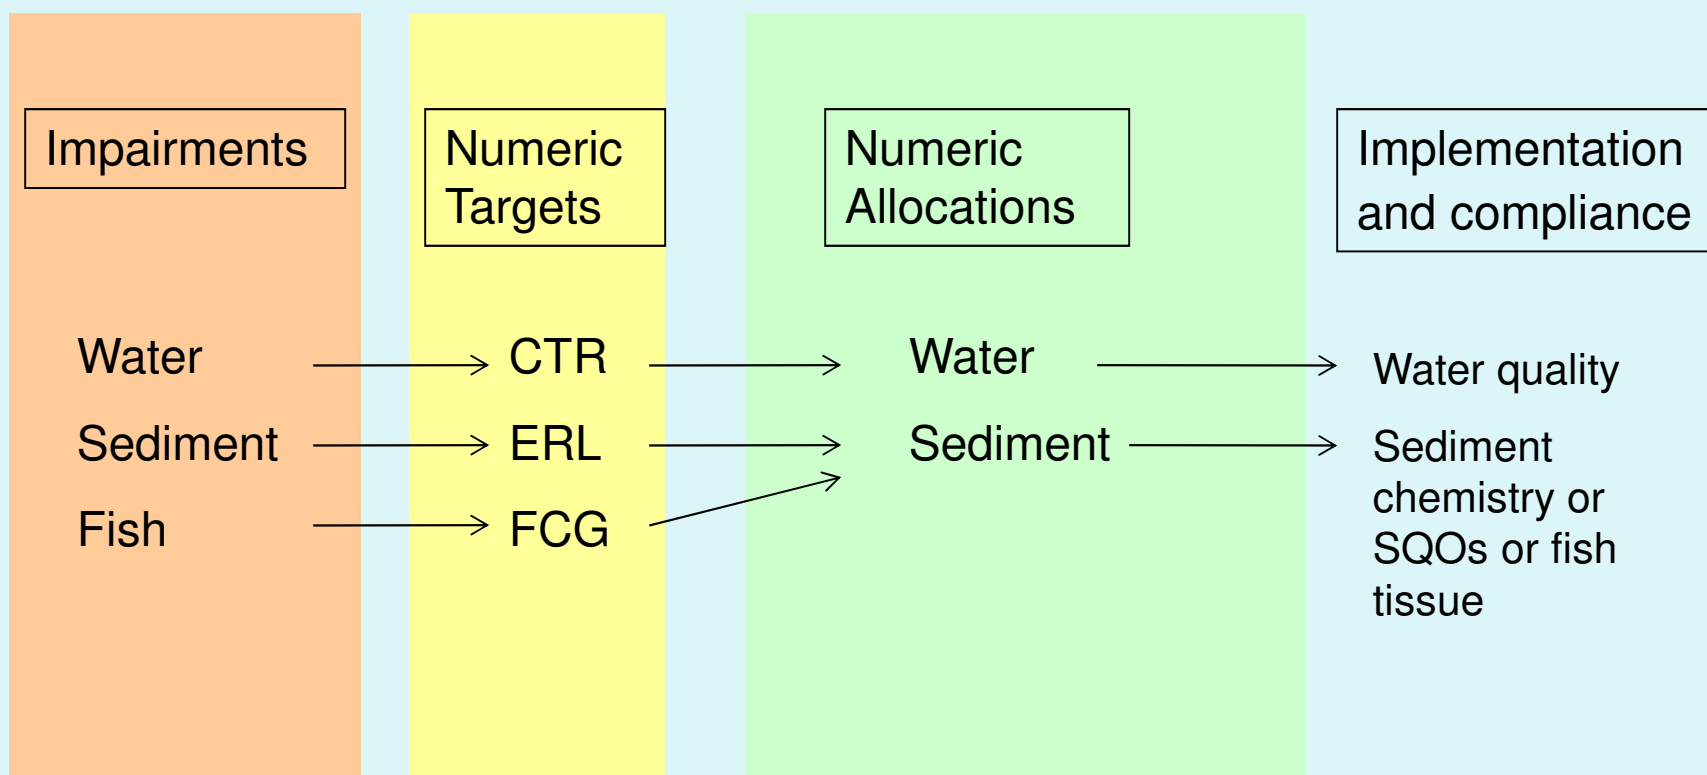 Impairments
Numeric
Targets
Numeric
Allocations
Implementation
and compliance
Water
CTR
Water
Water quality
Sediment
ERL
Sediment
Sediment
chemistry or
SQOs or fish
tissue
Fish
FCG